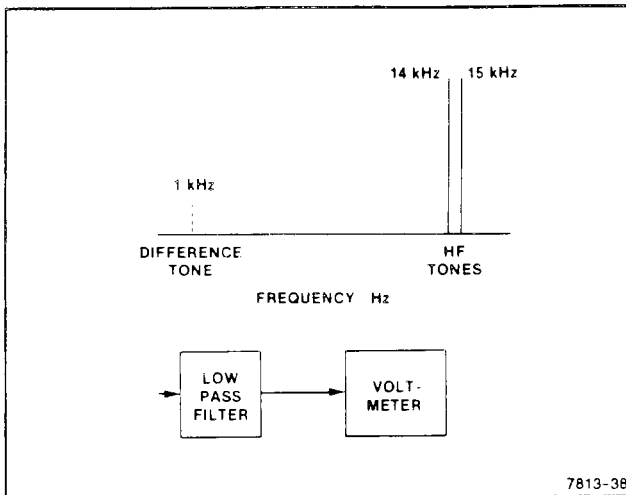 14 kHz 15 kHz
1 kHz
DIFFERENCE
TONE
HF
TONES
FREQUENCY Hz
LOW
PASS
FILTER
VOLT-
METER
7813-38